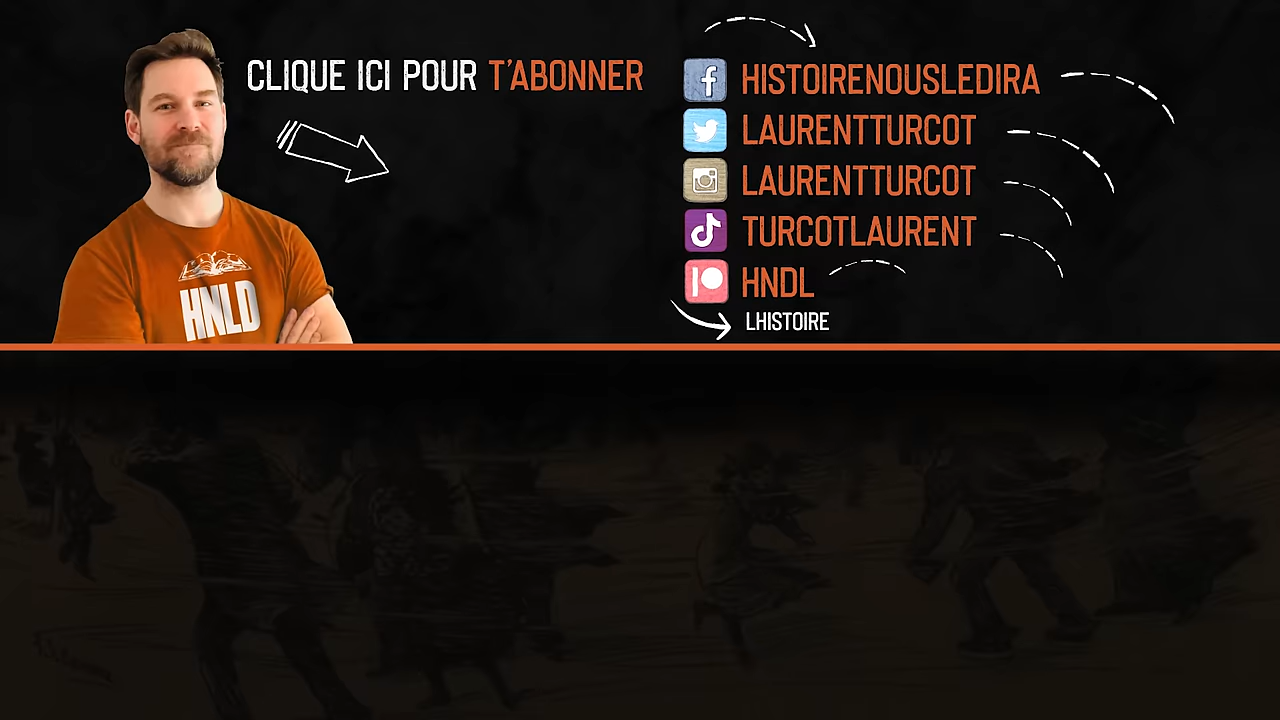 CLIQUE ICI POUR T'ABONNER
HNLD
HISTOIRENOUSLEDIRA
LAURENTTURCOT
LAURENTTURCOT
TURCOTLAURENT
HNDL
LHISTOIRE